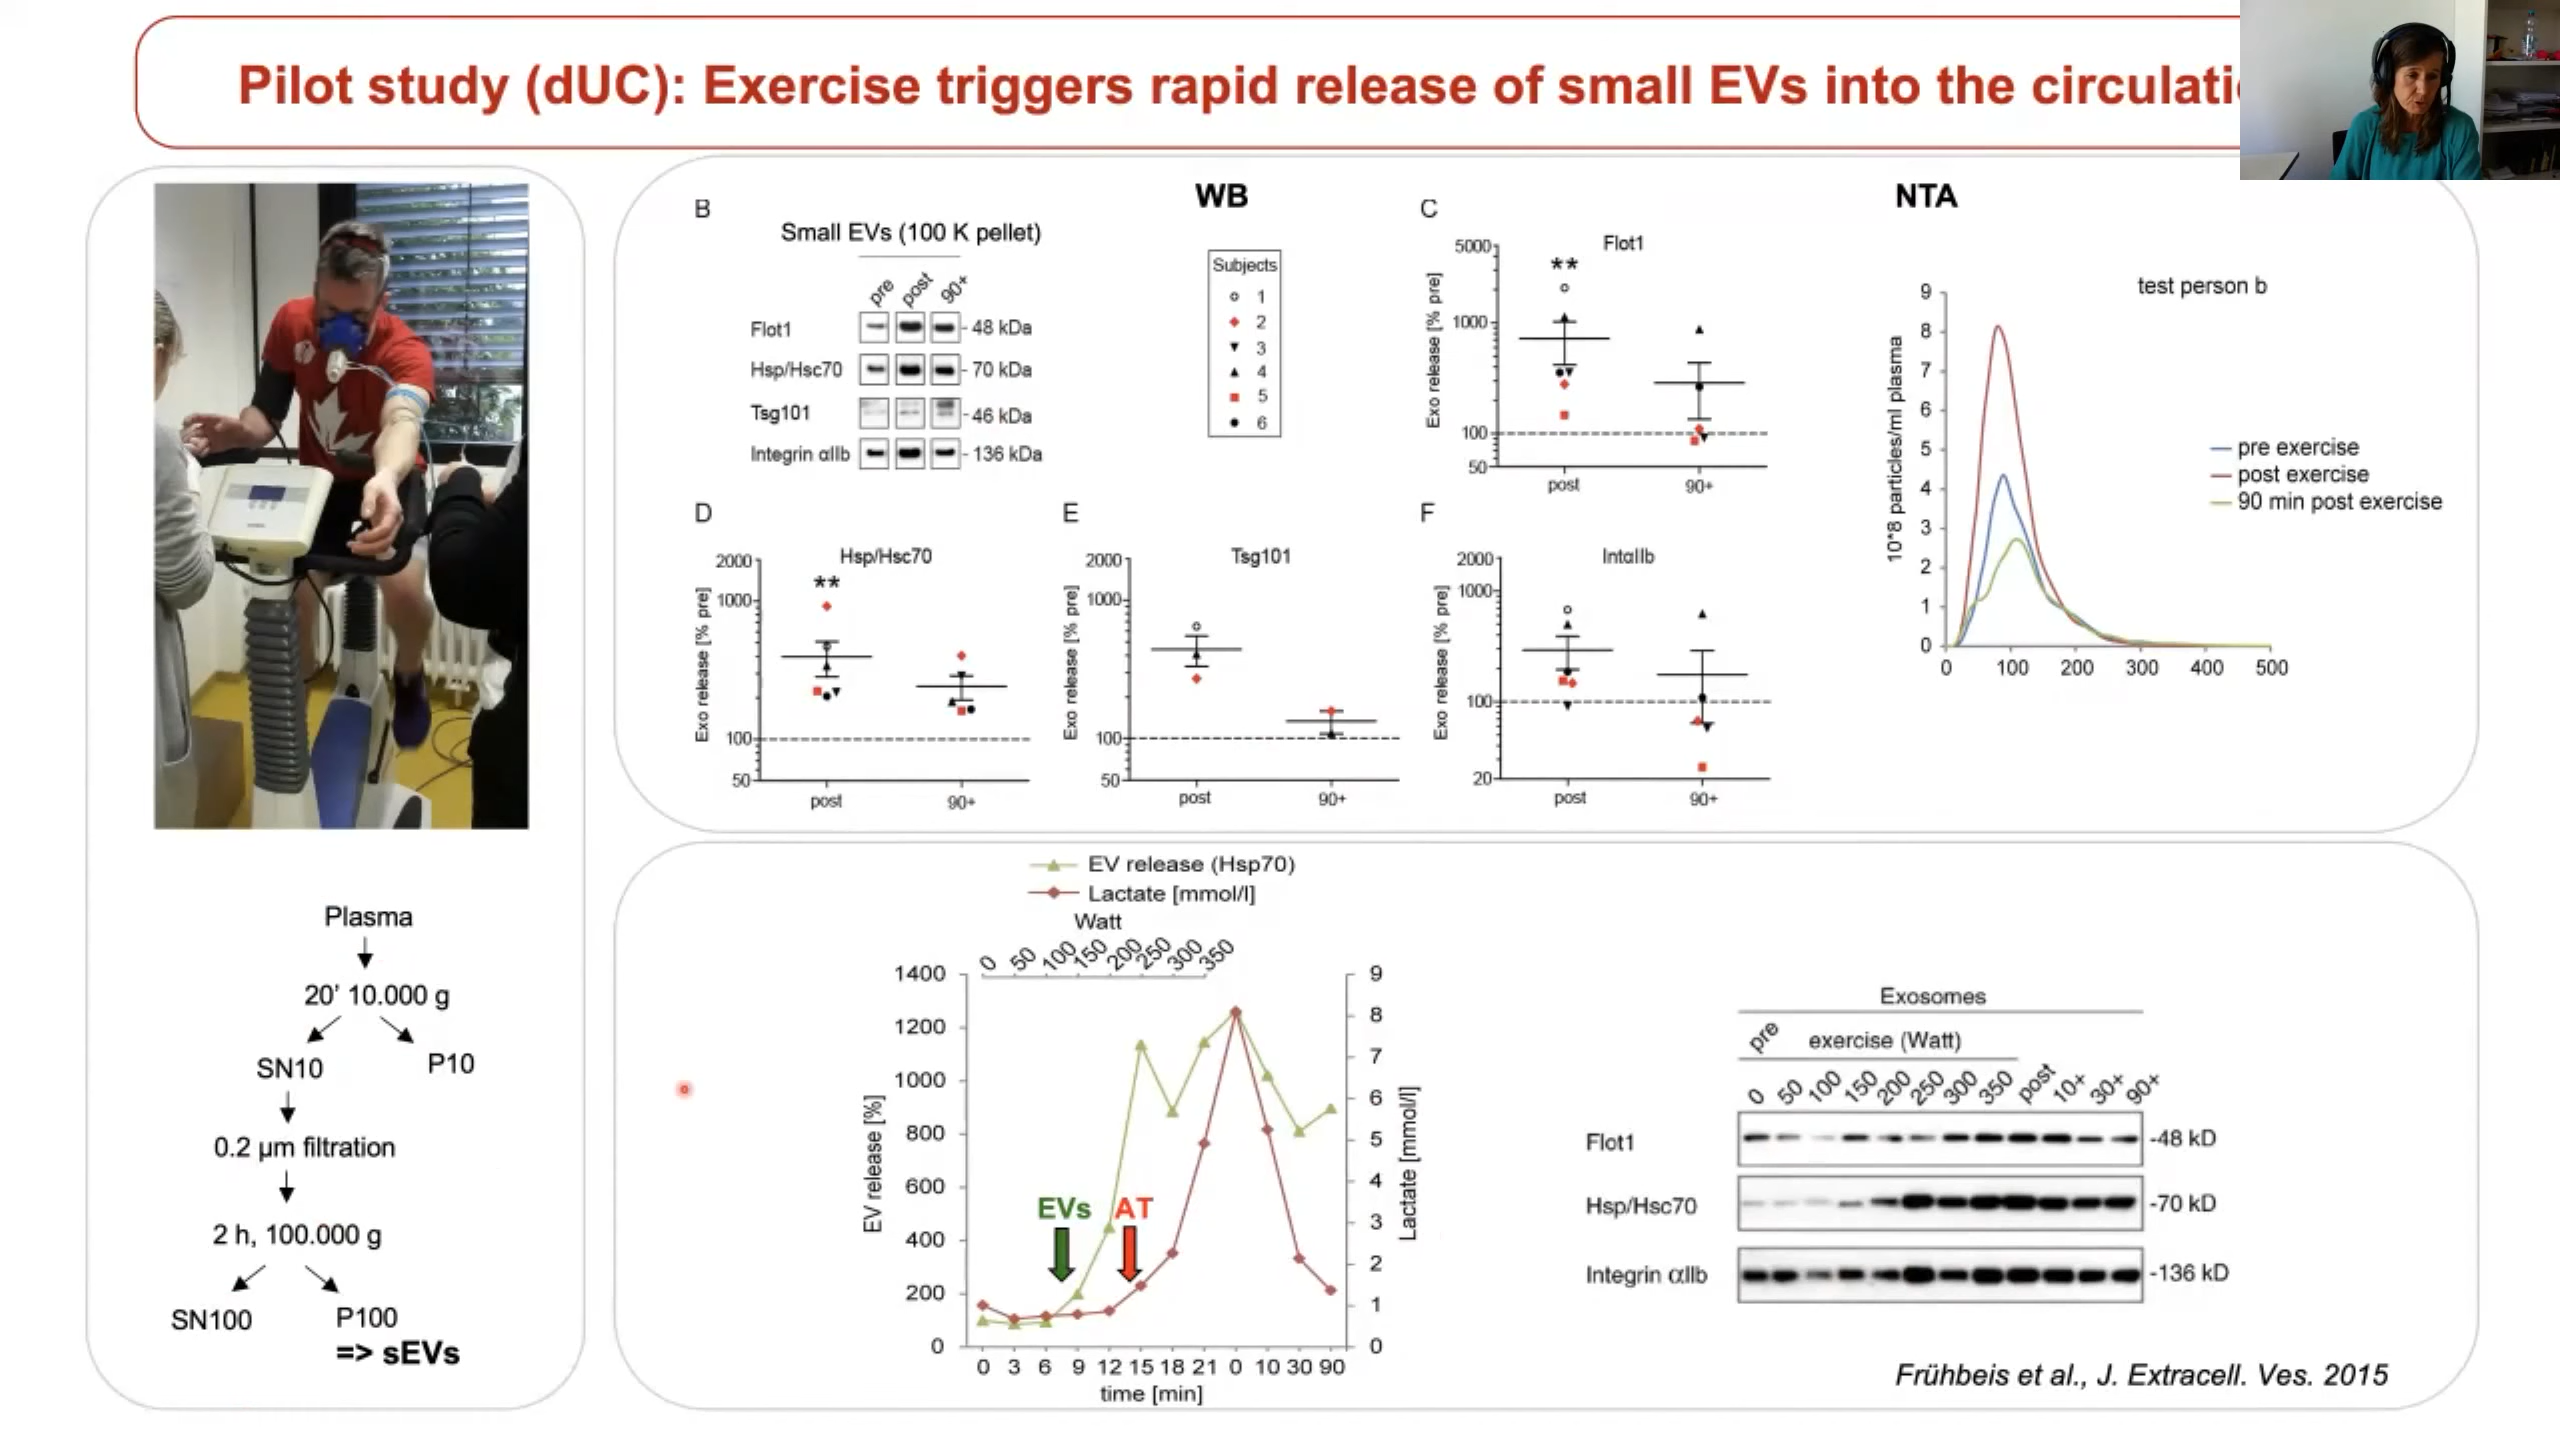 Pilot study (dUC): Exercise triggers rapid release of small EVs into the circulati
Plasma
20' 10.000 g
SN10
P10
0.2 µm filtration
2 h, 100.000 g
SN100
P100
=> sEVs
B
WB
Small EVs (100 K pellet)
pre
post
90+
Flot1
48 kDa
Hsp/Hsc70
70 kDa
Tsg101
46 kDa
Integrin αIIb
136 kDa
Subjects
1
2
3
4
5
6
C
Flot1
Exo release [% pre]
5000
1000
100
50
**
post
90+
NTA
test person b
10*8 particles/ml plasma
9
8
7
6
5
4
3
2
1
0
0
100
200
300
400
500
pre exercise
post exercise
90 min post exercise
D
Hsp/Hsc70
Exo release [% pre]
2000
1000
100
50
**
post
90+
E
Tsg101
Exo release [% pre]
2000
1000
100
50
post
90+
F
IntαIIb
Exo release [% pre]
2000
1000
100
20
post
90+
EV release (Hsp70)
Lactate [mmol/l]
Watt
0 50 100 150 200 250 300 350
EV release [%]
1400
1200
1000
800
600
400
200
0
Lactate [mmol/l]
9
8
7
6
5
4
3
2
1
0
EVs
AT
0 3 6 9 12 15 18 21 0 10 30 90
time [min]
Exosomes
pre
exercise (Watt)
0 50 100 150 200 250 300 350 post 10+ 30+ 90+
Flot1
-48 kD
Hsp/Hsc70
-70 kD
Integrin αIIb
-136 kD
Frühbeis et al., J. Extracell. Ves. 2015